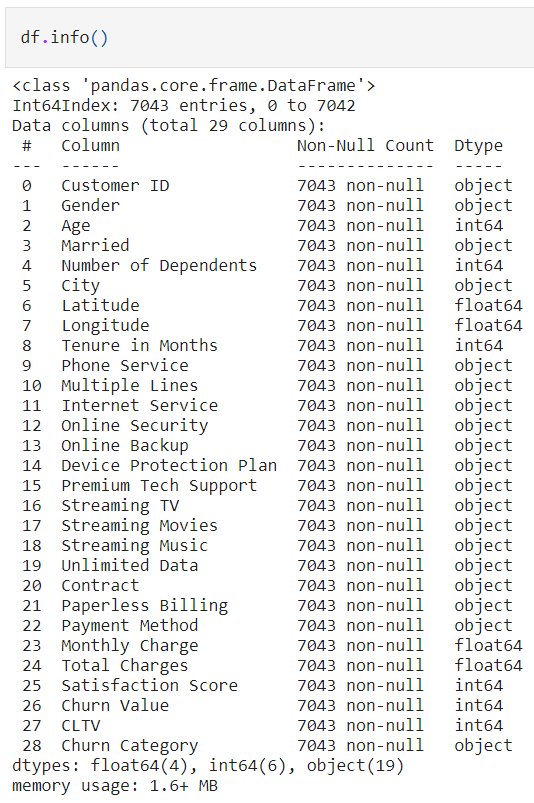 df.info()
<class 'pandas.core.frame.DataFrame'>
Int64Index: 7043 entries, 0 to 7042
Data columns (total 29 columns):
 #   Column                  Non-Null Count  Dtype
---  ------                  --------------  -----
 0   Customer ID             7043 non-null   object
 1   Gender                  7043 non-null   object
 2   Age                     7043 non-null   int64
 3   Married                 7043 non-null   object
 4   Number of Dependents    7043 non-null   int64
 5   City                    7043 non-null   object
 6   Latitude                7043 non-null   float64
 7   Longitude               7043 non-null   float64
 8   Tenure in Months        7043 non-null   int64
 9   Phone Service           7043 non-null   object
 10  Multiple Lines          7043 non-null   object
 11  Internet Service        7043 non-null   object
 12  Online Security         7043 non-null   object
 13  Online Backup           7043 non-null   object
 14  Device Protection Plan  7043 non-null   object
 15  Premium Tech Support    7043 non-null   object
 16  Streaming TV            7043 non-null   object
 17  Streaming Movies        7043 non-null   object
 18  Streaming Music         7043 non-null   object
 19  Unlimited Data          7043 non-null   object
 20  Contract                7043 non-null   object
 21  Paperless Billing       7043 non-null   object
 22  Payment Method          7043 non-null   object
 23  Monthly Charge          7043 non-null   float64
 24  Total Charges           7043 non-null   float64
 25  Satisfaction Score      7043 non-null   int64
 26  Churn Value             7043 non-null   int64
 27  CLTV                    7043 non-null   int64
 28  Churn Category          7043 non-null   object
dtypes: float64(4), int64(6), object(19)
memory usage: 1.6+ MB